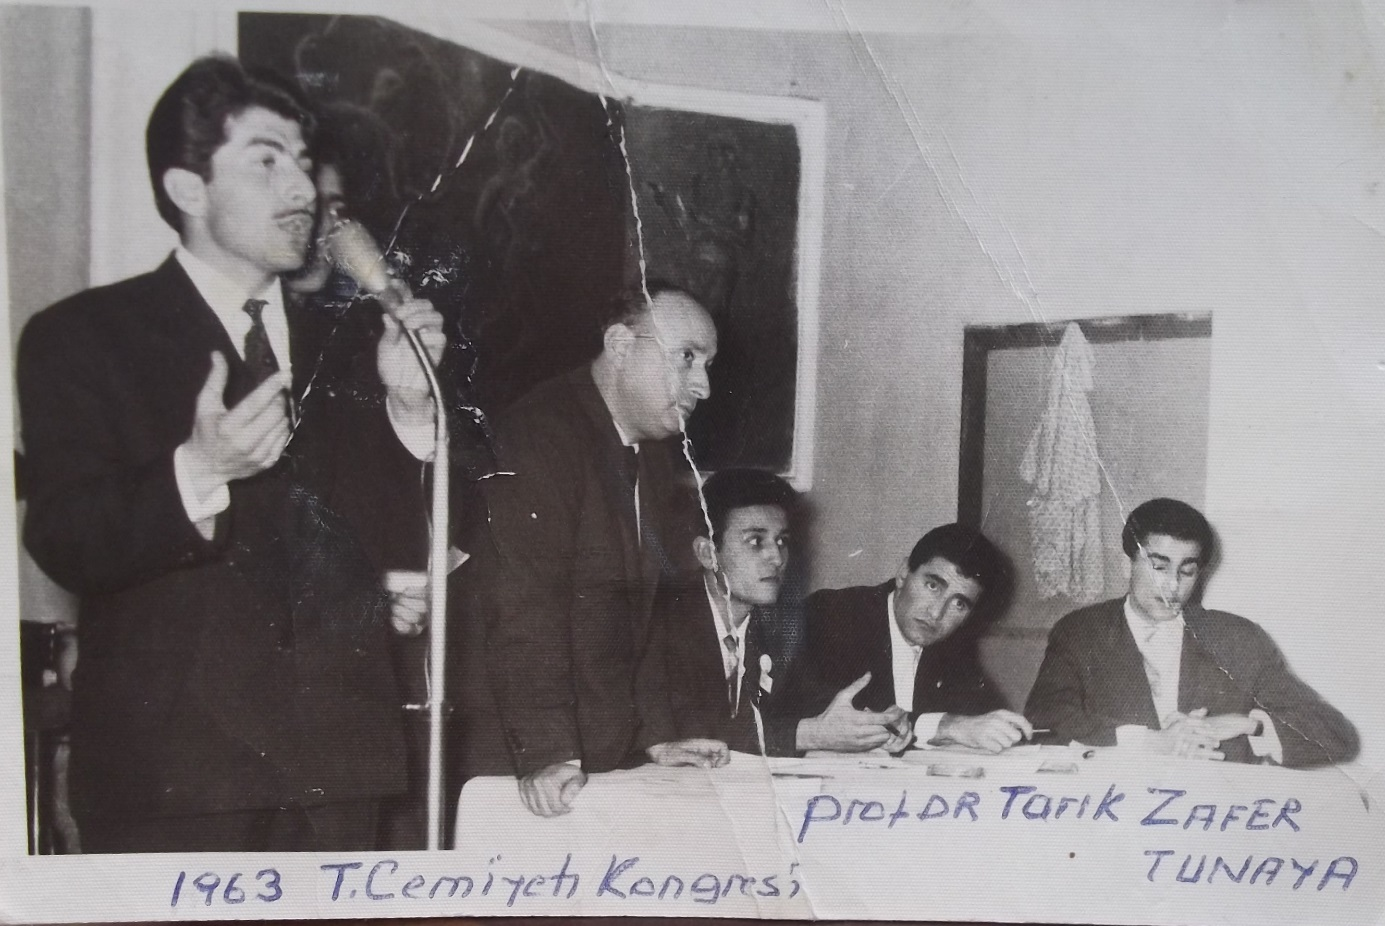 prof DR Tarık ZAFER
TUNAYA
1963 T. Cemiyeti Kongresi